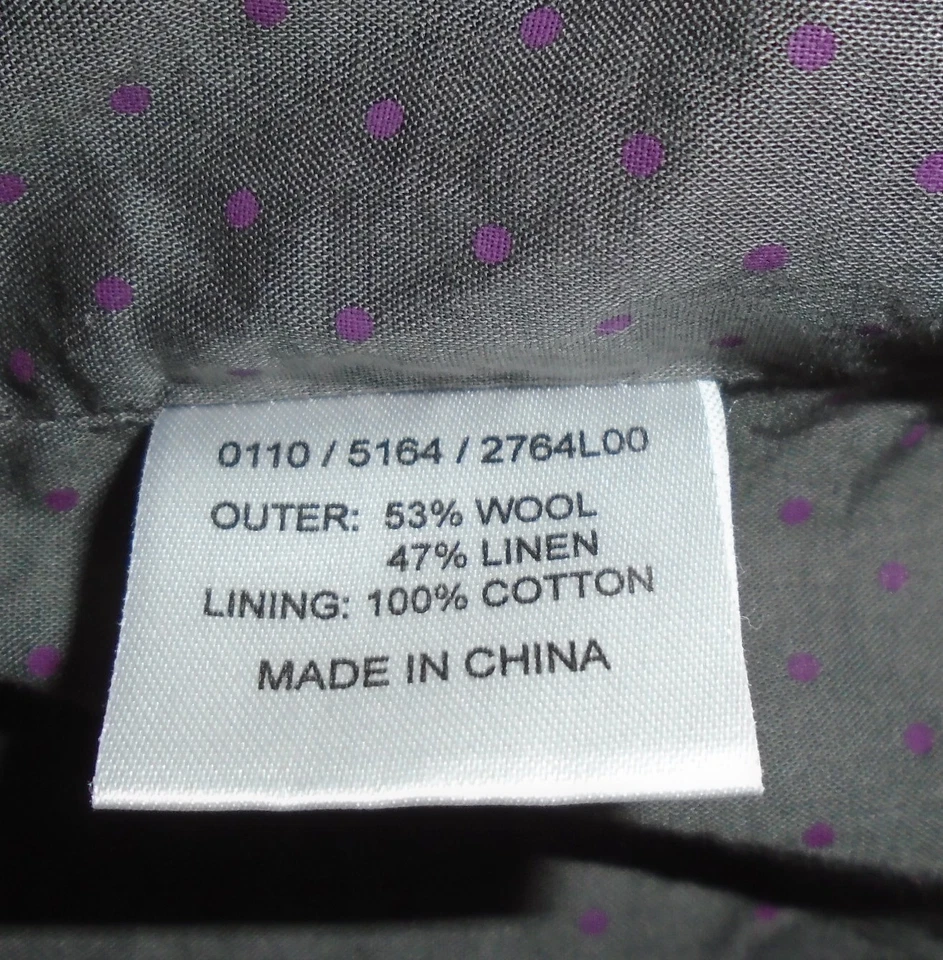 0110 / 5164 / 2764L00
OUTER: 53% WOOL
47% LINEN
LINING: 100% COTTON
MADE IN CHINA